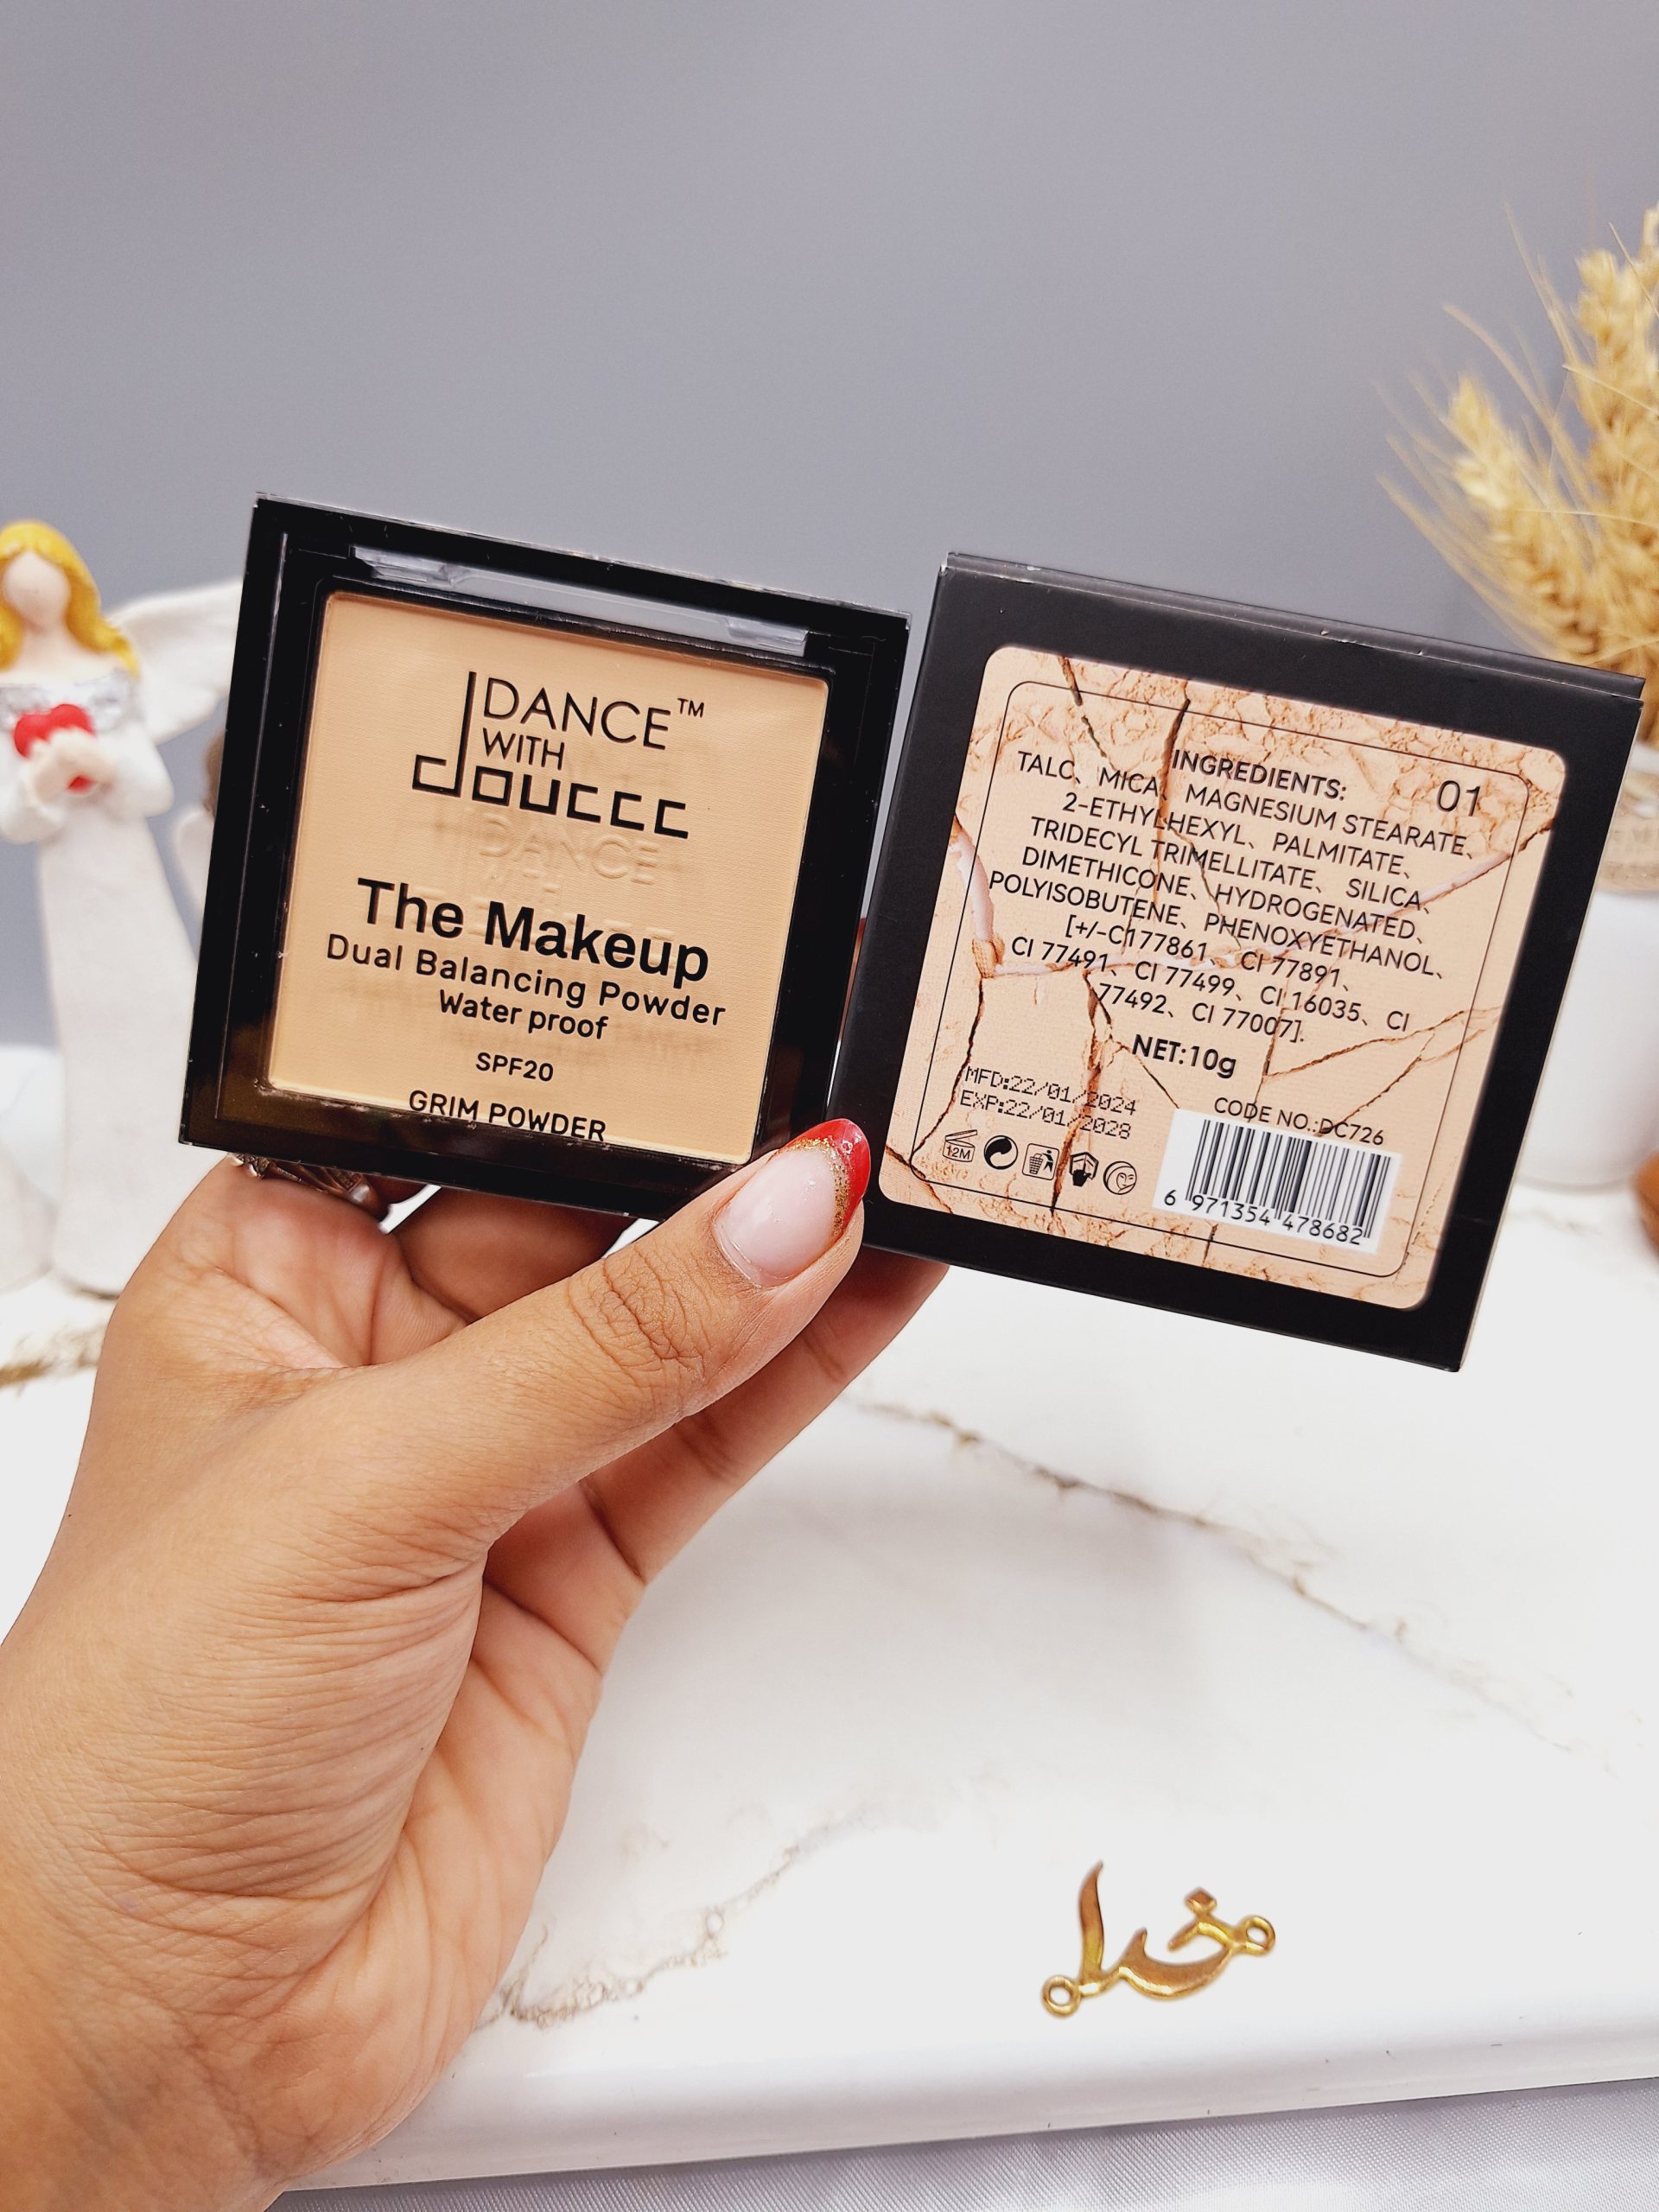 DANCE™
WITH
douccc
DANCE
The Makeup
Dual Balancing Powder
Water proof
SPF20
GRIM POWDER
INGREDIENTS:
01
TALC、MICA、MAGNESIUM STEARATE、
2-ETHYLHEXYL、PALMITATE、
TRIDECYL TRIMELLITATE、SILICA、
DIMETHICONE、HYDROGENATED、
POLYISOBUTENE、PHENOXYETHANOL、
[+/-C177861、CI 77891、
CI 77491、CI 77499、CI 16035、CI
77492、CI 77007].
NET:10g
MFD:22/01/2024
EXP:22/01/2028
CODE NO.:DC726
12M
6 971354 478682
خدا